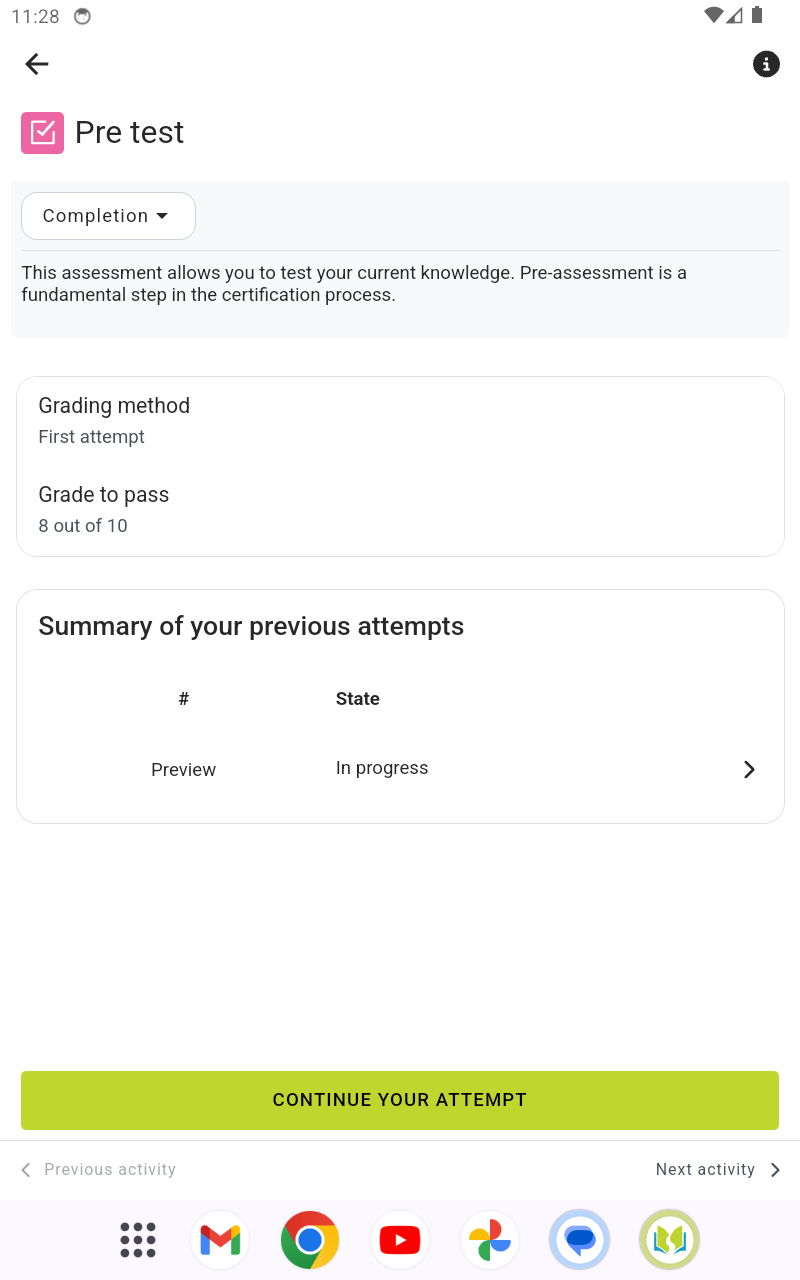 11:28
Pre test
Completion
This assessment allows you to test your current knowledge. Pre-assessment is a
fundamental step in the certification process.
Grading method
First attempt
Grade to pass
8 out of 10
Summary of your previous attempts
# State
Preview In progress
CONTINUE YOUR ATTEMPT
Previous activity Next activity